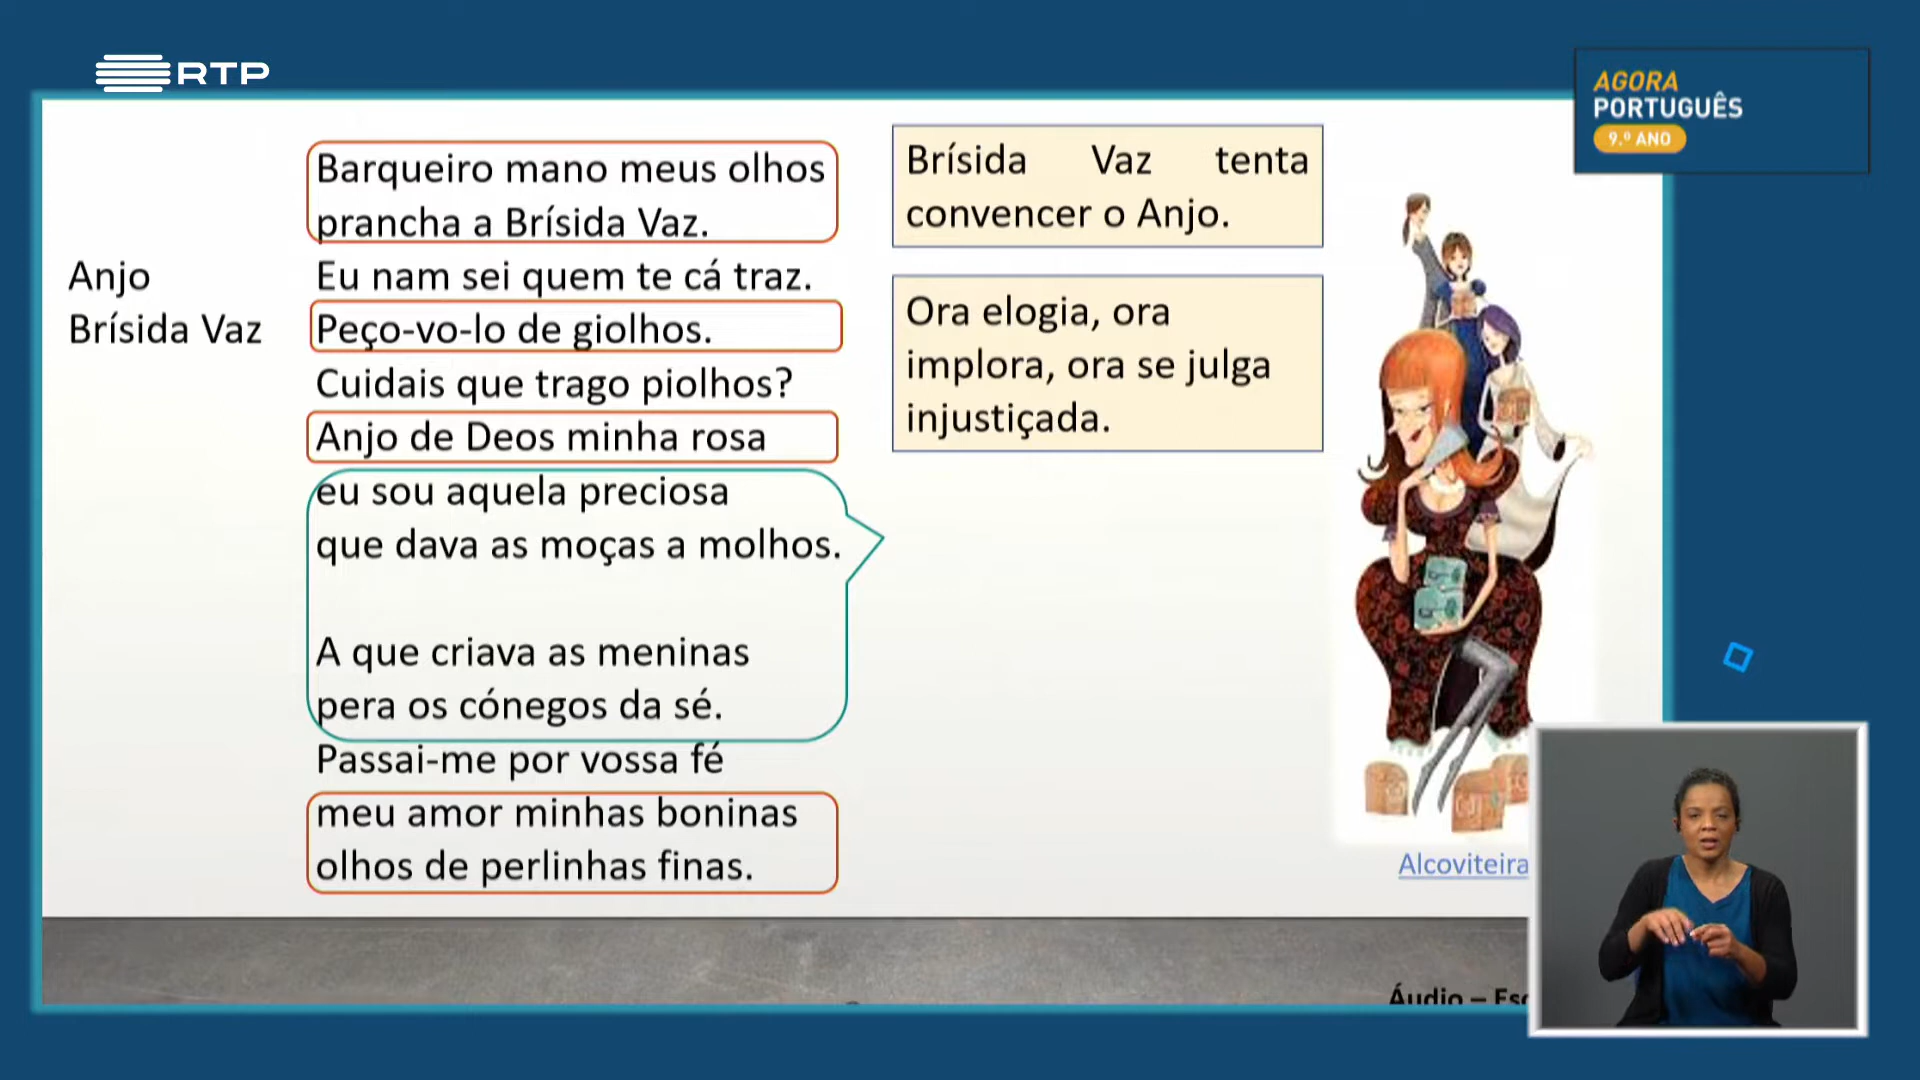 RTP
AGORA
PORTUGUÊS
9.º ANO
Barqueiro mano meus olhos
prancha a Brísida Vaz.
Anjo Eu nam sei quem te cá traz.
Brísida Vaz Peço-vo-lo de giolhos.
Cuidais que trago piolhos?
Anjo de Deos minha rosa
eu sou aquela preciosa
que dava as moças a molhos.
A que criava as meninas
pera os cónegos da sé.
Passai-me por vossa fé
meu amor minhas boninas
olhos de perlinhas finas.
Brísida Vaz tenta
convencer o Anjo.
Ora elogia, ora
implora, ora se julga
injustiçada.
Alcoviteira
Áudio –